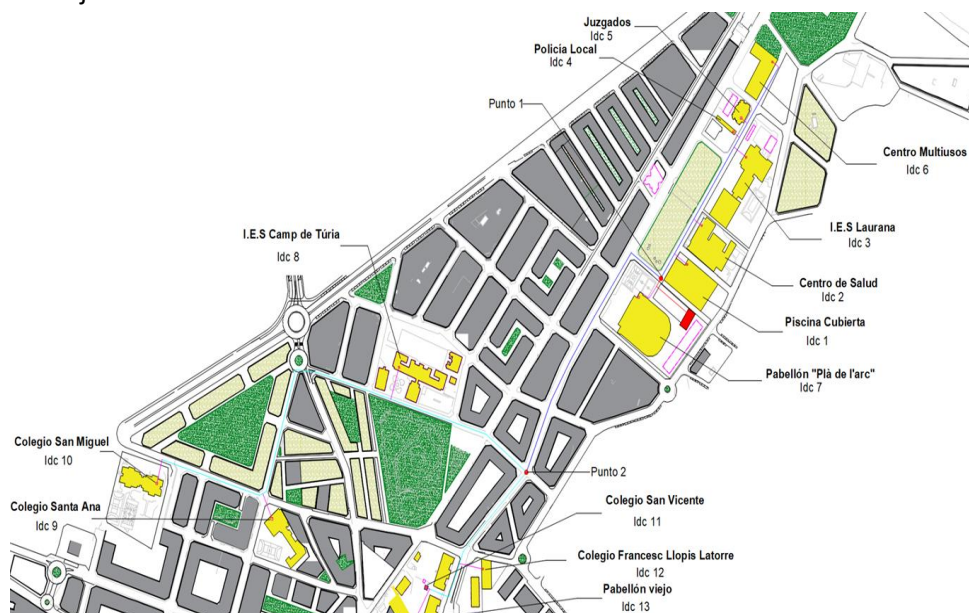 Juzgados
Idc 5
Policia Local
Idc 4
Punto 1
Centro Multiusos
Idc 6
I.E.S Laurana
Idc 3
I.E.S Camp de Túria
Idc 8
Centro de Salud
Idc 2
Piscina Cubierta
Idc 1
Pabellón "Plà de l'arc"
Idc 7
Colegio San Miguel
Idc 10
Punto 2
Colegio San Vicente
Idc 11
Colegio Santa Ana
Idc 9
Colegio Francesc Llopis Latorre
Idc 12
Pabellón viejo
Idc 13